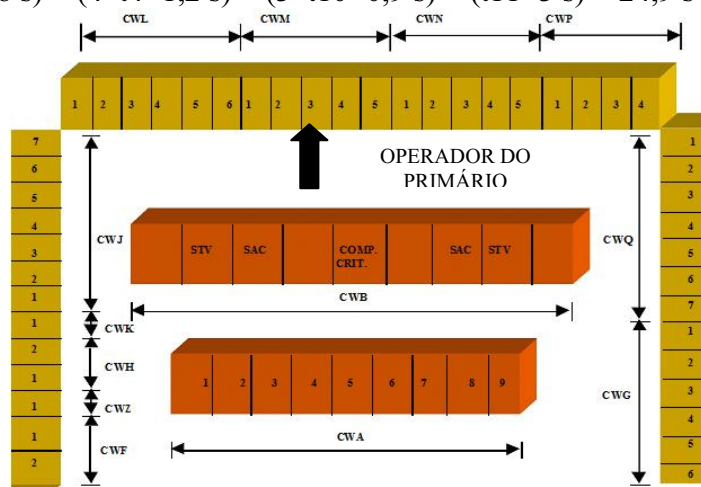 CWL CWM CWN CWP
1 2 3 4 5 6 1 2 3 4 5 1 2 3 4 5 1 2 3 4
7
6
5
4
3
2
1
1
2
1
1
1
2
CWJ
CWK
CWH
CWZ
CWF
OPERADOR DO
PRIMÁRIO
STV SAC COMP. SAC STV
CRIT.
CWB
1 2 3 4 5 6 7 8 9
CWA
CWQ
CWG
1
2
3
4
5
6
7
1
2
3
4
5
6